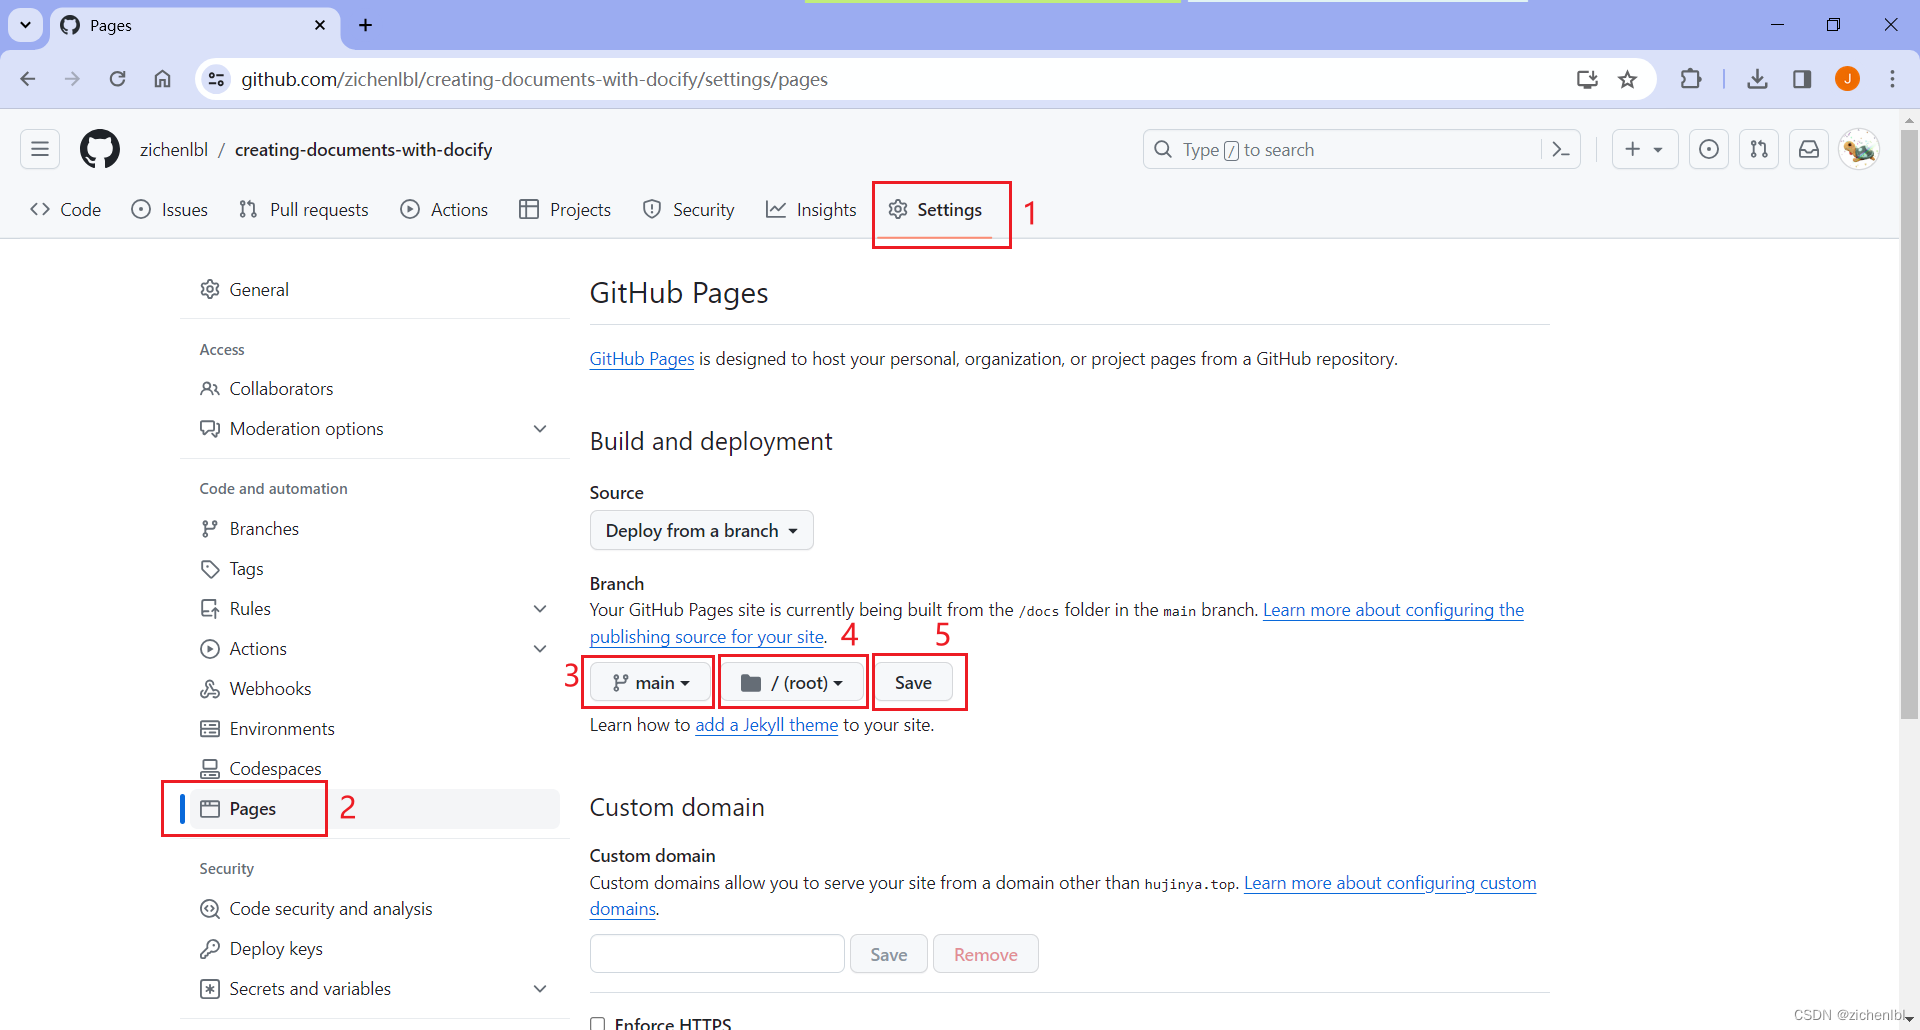 Pages
github.com/zichenlbl/creating-documents-with-docify/settings/pages
J
zichenlbl / creating-documents-with-docify
Type / to search
Code Issues Pull requests Actions Projects Security Insights Settings 1
General
Access
Collaborators
Moderation options
Code and automation
Branches
Tags
Rules
Actions
Webhooks
Environments
Codespaces
Pages 2
Security
Code security and analysis
Deploy keys
Secrets and variables
GitHub Pages
GitHub Pages is designed to host your personal, organization, or project pages from a GitHub repository.
Build and deployment
Source
Deploy from a branch
Branch
Your GitHub Pages site is currently being built from the /docs folder in the main branch. Learn more about configuring the
publishing source for your site. 4 5
3 main / (root) Save
Learn how to add a Jekyll theme to your site.
Custom domain
Custom domain
Custom domains allow you to serve your site from a domain other than hujinya.top. Learn more about configuring custom
domains.
Save Remove
Enforce HTTPS
CSDN @zichenlbl